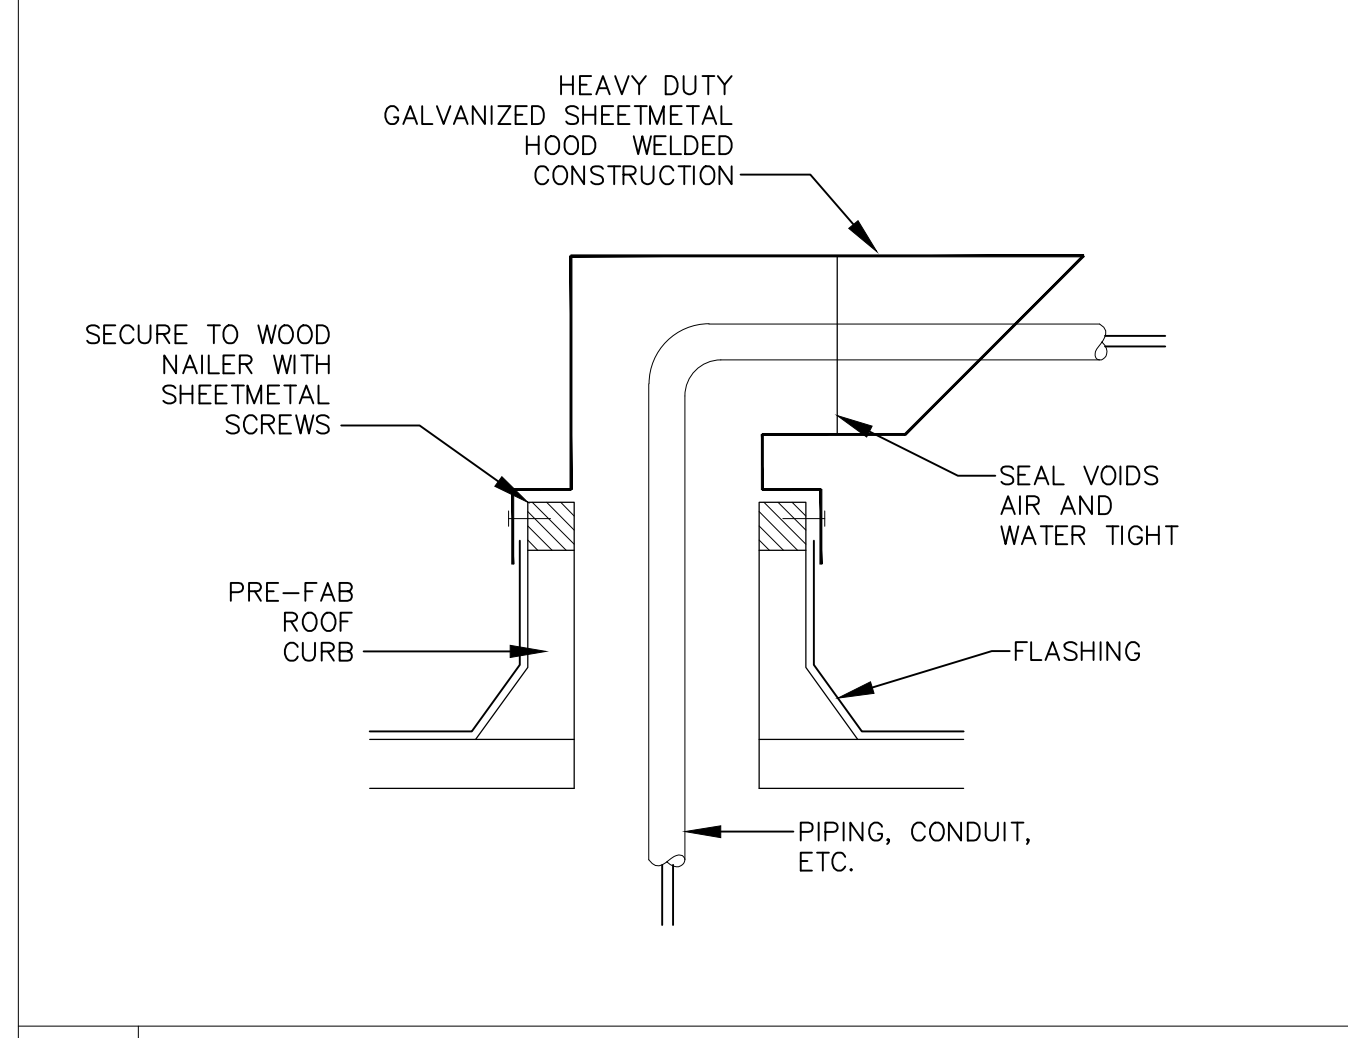 HEAVY DUTY
GALVANIZED SHEETMETAL
HOOD WELDED
CONSTRUCTION
SECURE TO WOOD
NAILER WITH
SHEETMETAL
SCREWS
SEAL VOIDS
AIR AND
WATER TIGHT
PRE-FAB
ROOF
CURB
FLASHING
PIPING, CONDUIT,
ETC.